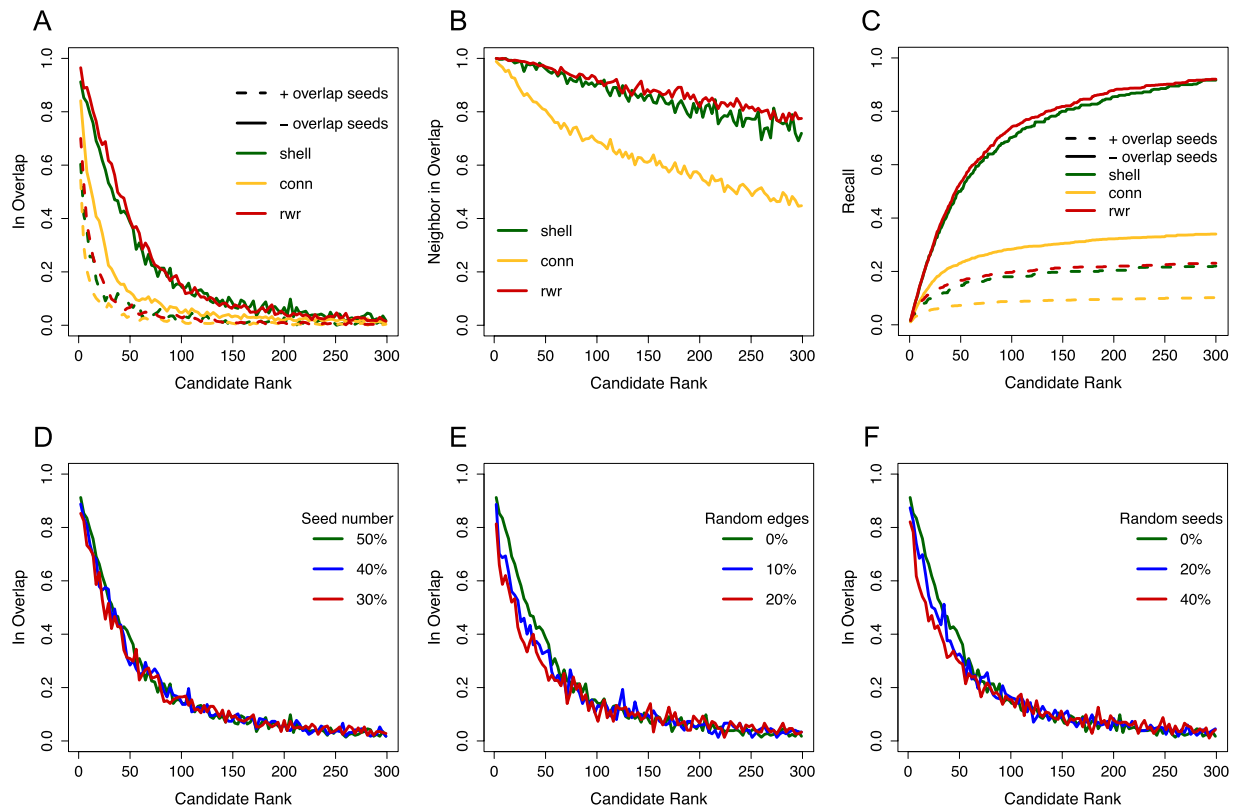 A
In Overlap
0.0 0.2 0.4 0.6 0.8 1.0
+ overlap seeds
– overlap seeds
shell
conn
rwr
0 50 100 150 200 250 300
Candidate Rank
B
Neighbor in Overlap
0.0 0.2 0.4 0.6 0.8 1.0
shell
conn
rwr
0 50 100 150 200 250 300
Candidate Rank
C
Recall
0.0 0.2 0.4 0.6 0.8 1.0
+ overlap seeds
– overlap seeds
shell
conn
rwr
0 50 100 150 200 250 300
Candidate Rank
D
In Overlap
0.0 0.2 0.4 0.6 0.8 1.0
Seed number
50%
40%
30%
0 50 100 150 200 250 300
Candidate Rank
E
In Overlap
0.0 0.2 0.4 0.6 0.8 1.0
Random edges
0%
10%
20%
0 50 100 150 200 250 300
Candidate Rank
F
In Overlap
0.0 0.2 0.4 0.6 0.8 1.0
Random seeds
0%
20%
40%
0 50 100 150 200 250 300
Candidate Rank